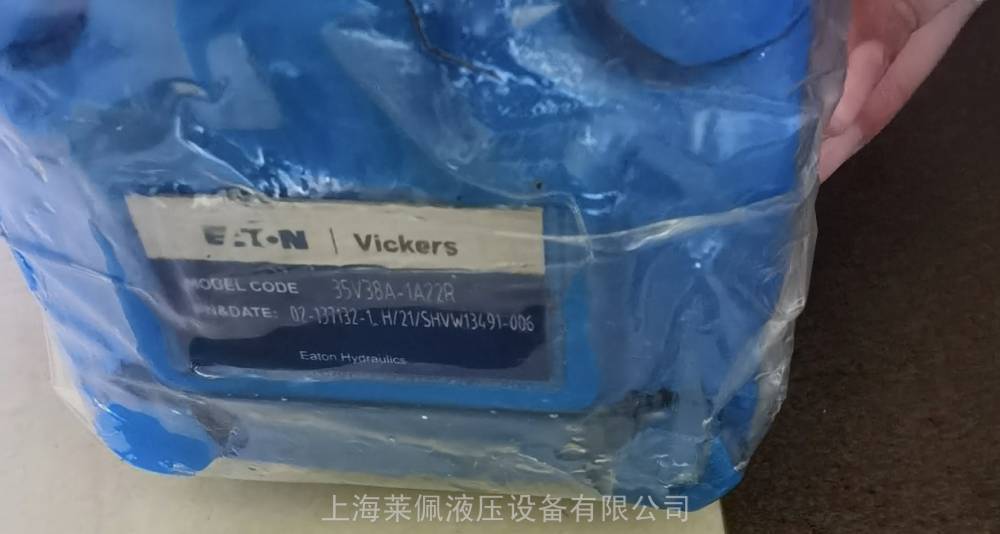 EATON | Vickers
MODEL CODE 35V38A-1A22R
P/N&DATE: 02-137132-1, H/21/SHVW13491-006
Eaton Hydraulics
上海莱佩液压设备有限公司